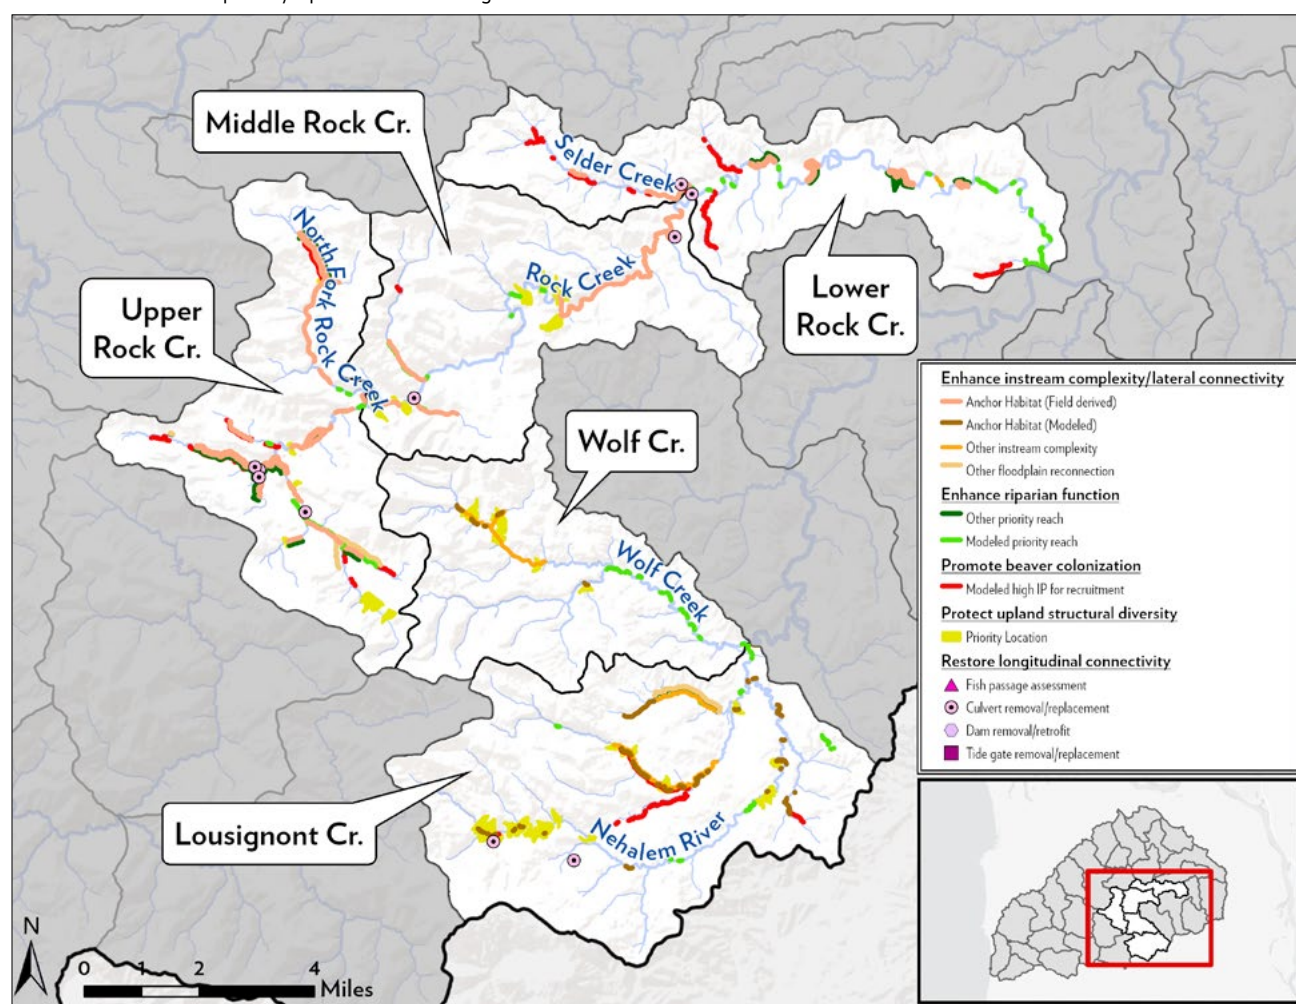 Middle Rock Cr.
Selder Creek
North Fork Rock Creek
Rock Creek
Upper
Rock Cr.
Lower
Rock Cr.
Wolf Cr.
Wolf Creek
Lousignont Cr.
Nehalem River
Enhance instream complexity/lateral connectivity
Anchor Habitat (Field derived)
Anchor Habitat (Modeled)
Other instream complexity
Other floodplain reconnection
Enhance riparian function
Other priority reach
Modeled priority reach
Promote beaver colonization
Modeled high IP for recruitment
Protect upland structural diversity
Priority Location
Restore longitudinal connectivity
Fish passage assessment
Culvert removal/replacement
Dam removal/retrofit
Tide gate removal/replacement
N
0 1 2 4
Miles